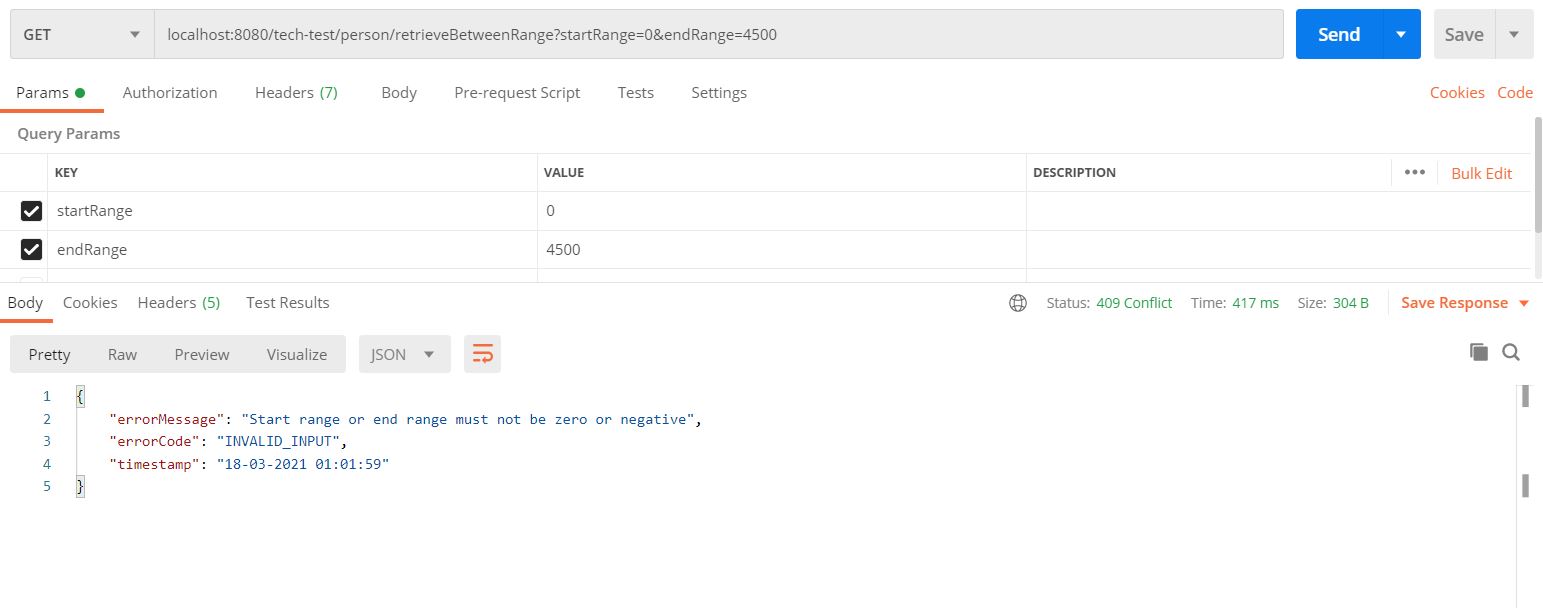 GET localhost:8080/tech-test/person/retrieveBetweenRange?startRange=0&endRange=4500 Send Save
Params Authorization Headers (7) Body Pre-request Script Tests Settings Cookies Code
Query Params
KEY VALUE DESCRIPTION ••• Bulk Edit
startRange 0
endRange 4500
Body Cookies Headers (5) Test Results Status: 409 Conflict Time: 417 ms Size: 304 B Save Response
Pretty Raw Preview Visualize JSON
1 {
2 "errorMessage": "Start range or end range must not be zero or negative",
3 "errorCode": "INVALID_INPUT",
4 "timestamp": "18-03-2021 01:01:59"
5 }